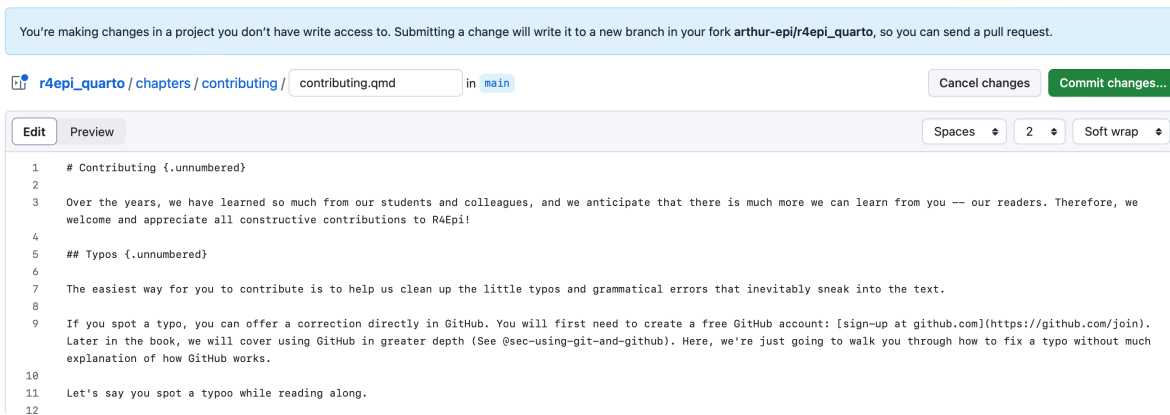 You're making changes in a project you don't have write access to. Submitting a change will write it to a new branch in your fork arthur-epi/r4epi_quarto, so you can send a pull request.
r4epi_quarto / chapters / contributing / contributing.qmd in main Cancel changes Commit changes...
Edit Preview Spaces 2 Soft wrap
1 # Contributing {.unnumbered}
2
3 Over the years, we have learned so much from our students and colleagues, and we anticipate that there is much more we can learn from you -- our readers. Therefore, we
welcome and appreciate all constructive contributions to R4Epi!
4
5 ## Typos {.unnumbered}
6
7 The easiest way for you to contribute is to help us clean up the little typos and grammatical errors that inevitably sneak into the text.
8
9 If you spot a typo, you can offer a correction directly in GitHub. You will first need to create a free GitHub account: [sign-up at github.com](https://github.com/join).
Later in the book, we will cover using GitHub in greater depth (See @sec-using-git-and-github). Here, we're just going to walk you through how to fix a typo without much
explanation of how GitHub works.
10
11 Let's say you spot a typoo while reading along.
12